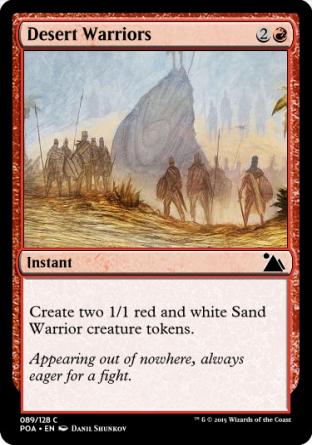 Desert Warriors 2
Instant
Create two 1/1 red and white Sand
Warrior creature tokens.
Appearing out of nowhere, always
eager for a fight.
089/128 C
POA • EN DANIL SHUNKOV
™ & © 2015 Wizards of the Coast